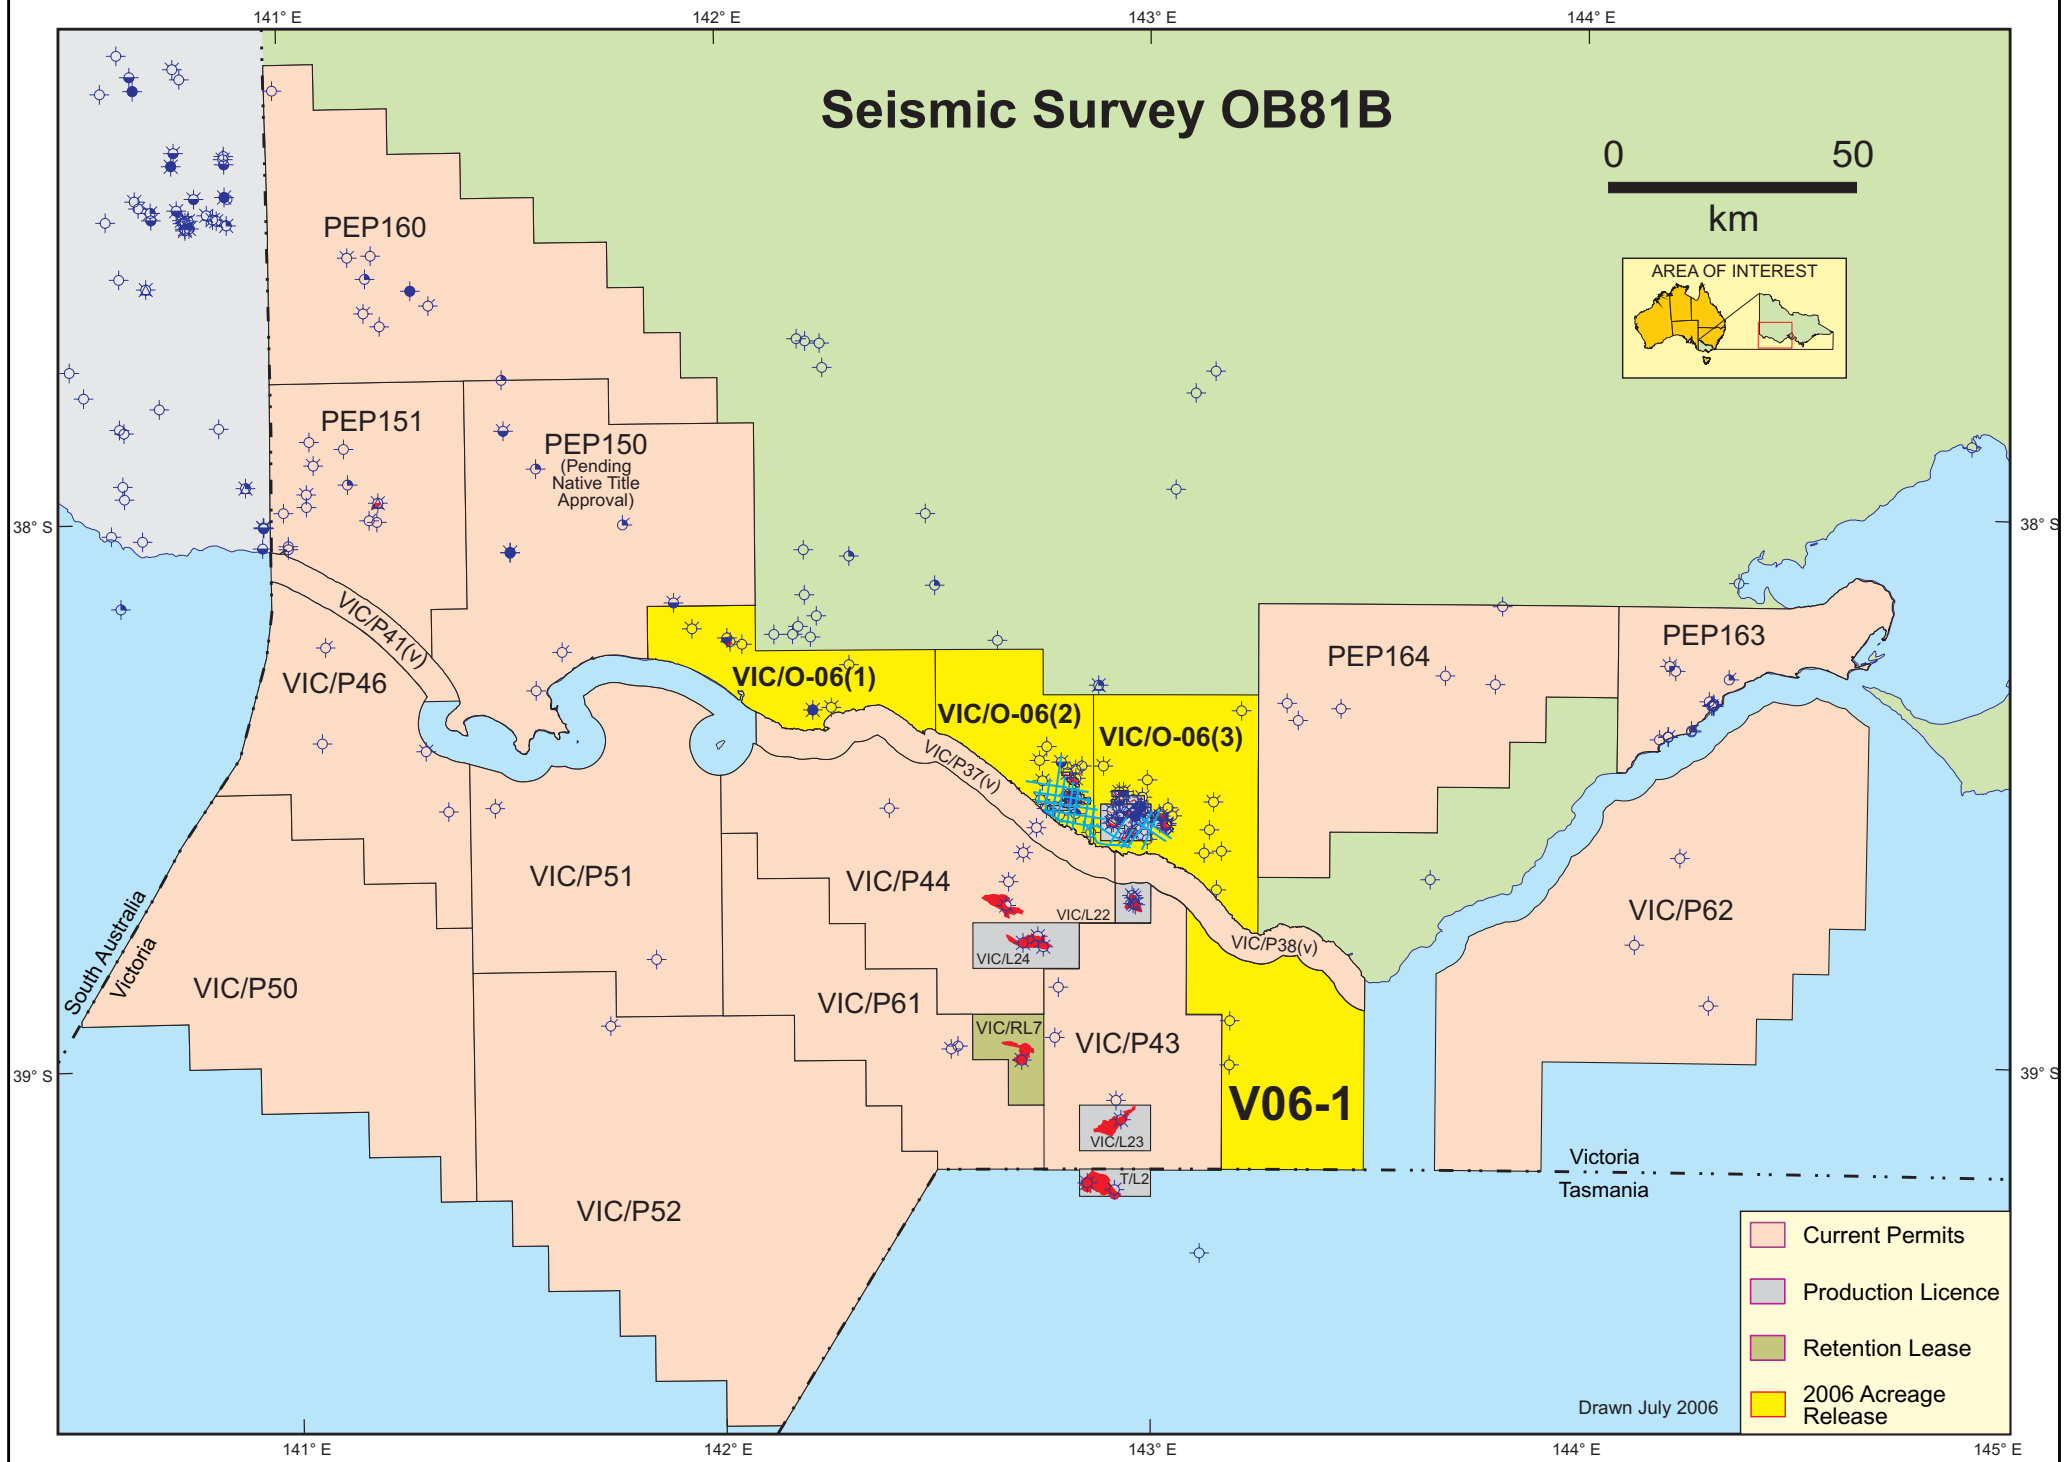 141° E
142° E
143° E
144° E
Seismic Survey OB81B
0
50
km
AREA OF INTEREST
PEP160
PEP151
PEP150
(Pending
Native Title
Approval)
38° S
38° S
VIC/P41(v)
VIC/P46
VIC/O-06(1)
VIC/O-06(2)
VIC/O-06(3)
PEP164
PEP163
VIC/P37(v)
VIC/P51
VIC/P44
VIC/L22
VIC/P62
VIC/P38(v)
VIC/L24
South Australia
Victoria
VIC/P50
VIC/P61
VIC/RL7
VIC/P43
39° S
39° S
V06-1
VIC/L23
T/L2
Victoria
Tasmania
VIC/P52
Current Permits
Production Licence
Retention Lease
2006 Acreage
Release
Drawn July 2006
141° E
142° E
143° E
144° E
145° E